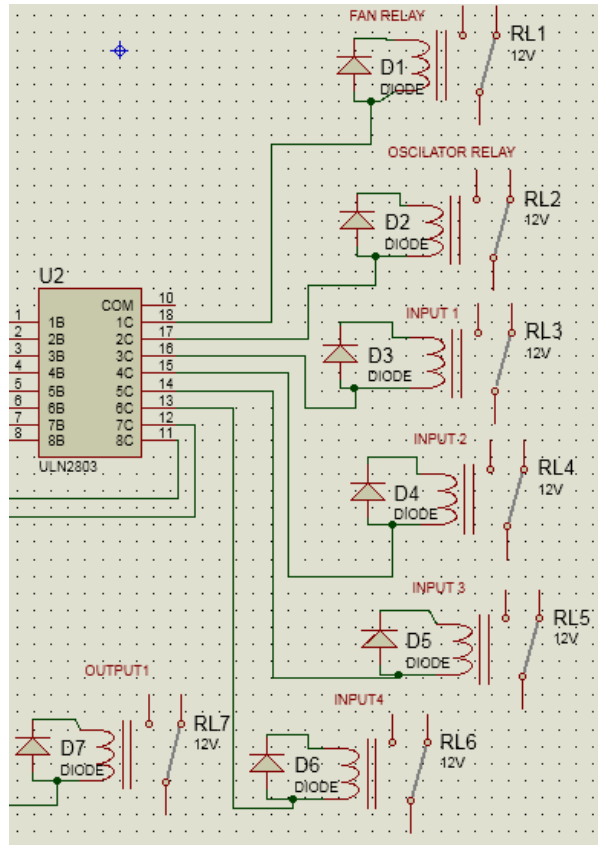 FAN RELAY
RL1
12V
D1
DIODE
OSCILATOR RELAY
RL2
12V
D2
DIODE
U2
COM 10
1 1B 1C 18
2 2B 2C 17
3 3B 3C 16
4 4B 4C 15
5 5B 5C 14
6 6B 6C 13
7 7B 7C 12
8 8B 8C 11
ULN2803
INPUT 1
RL3
12V
D3
DIODE
INPUT 2
RL4
12V
D4
DIODE
INPUT 3
RL5
12V
D5
DIODE
OUTPUT1
RL7
12V
D7
DIODE
INPUT4
RL6
12V
D6
DIODE